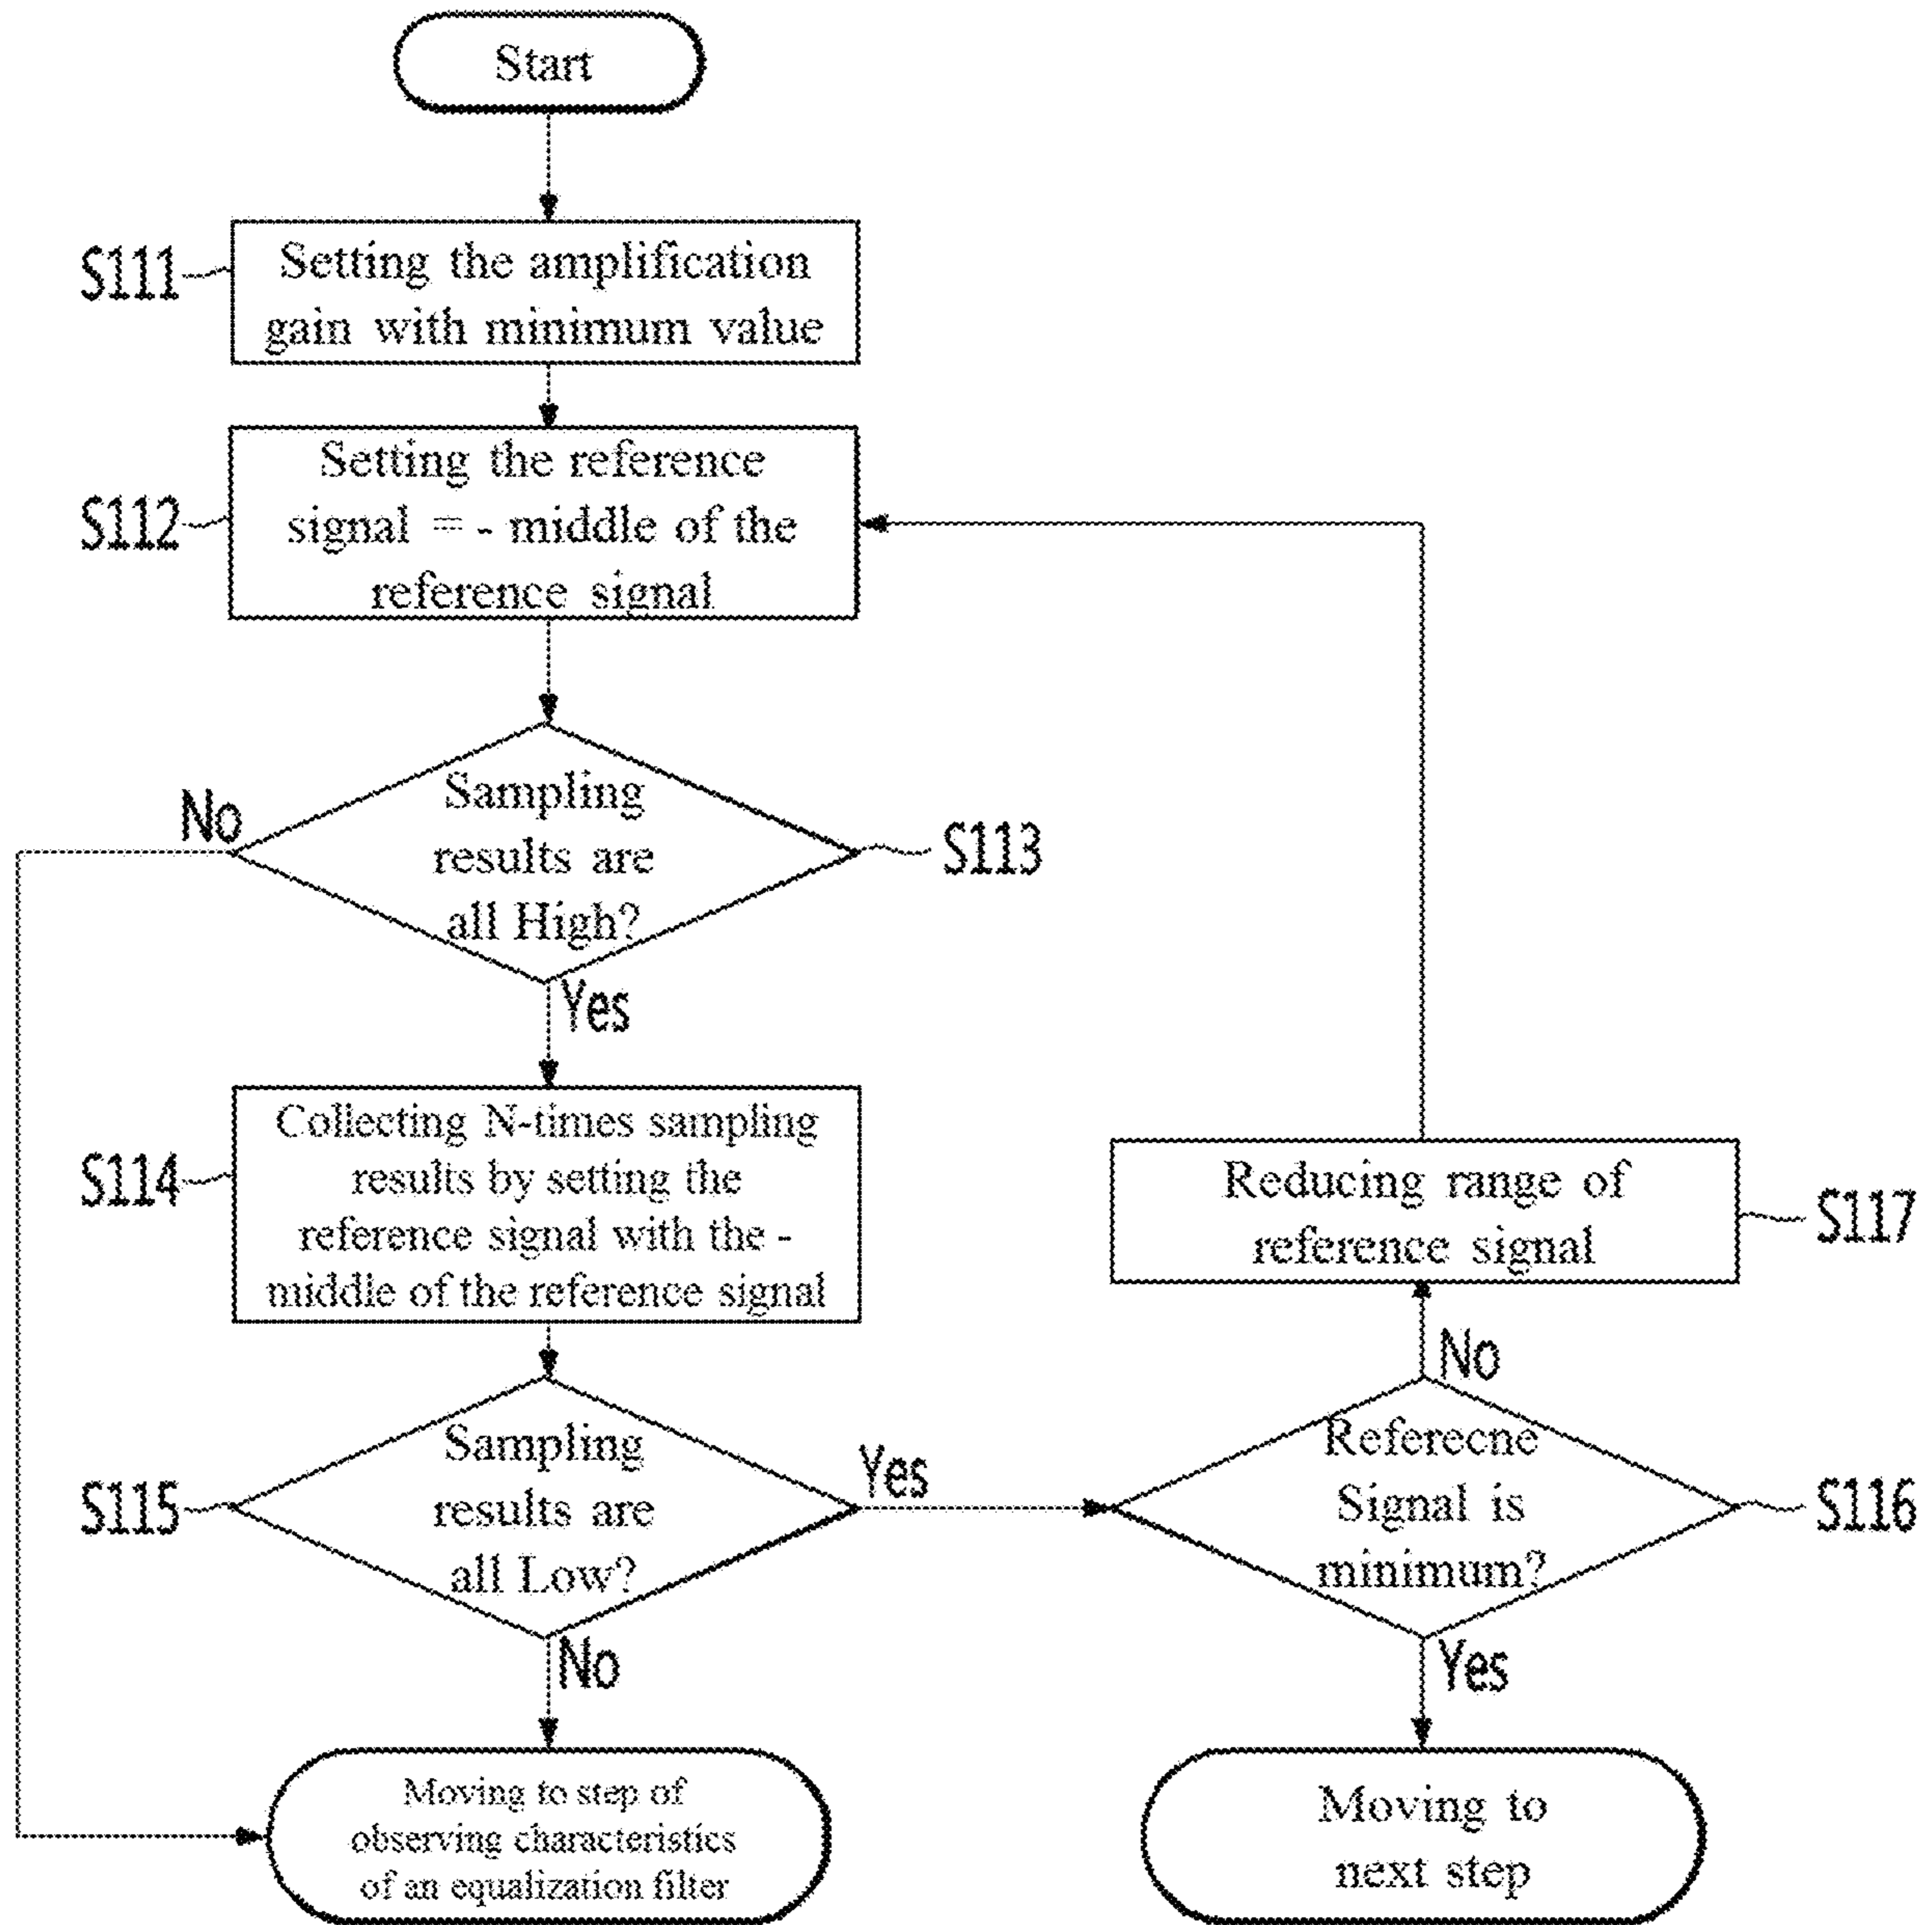 Start
S111
Setting the amplification
gain with minimum value
S112
Setting the reference
signal = - middle of the
reference signal
No
Sampling
results are
all High?
S113
Yes
S114
Collecting N-times sampling
results by setting the
reference signal with the -
middle of the reference signal
Reducing range of
reference signal
S117
No
S115
Sampling
results are
all Low?
Yes
Referecne
Signal is
minimum?
S116
No
Yes
Moving to step of
observing characteristics
of an equalization filter
Moving to
next step